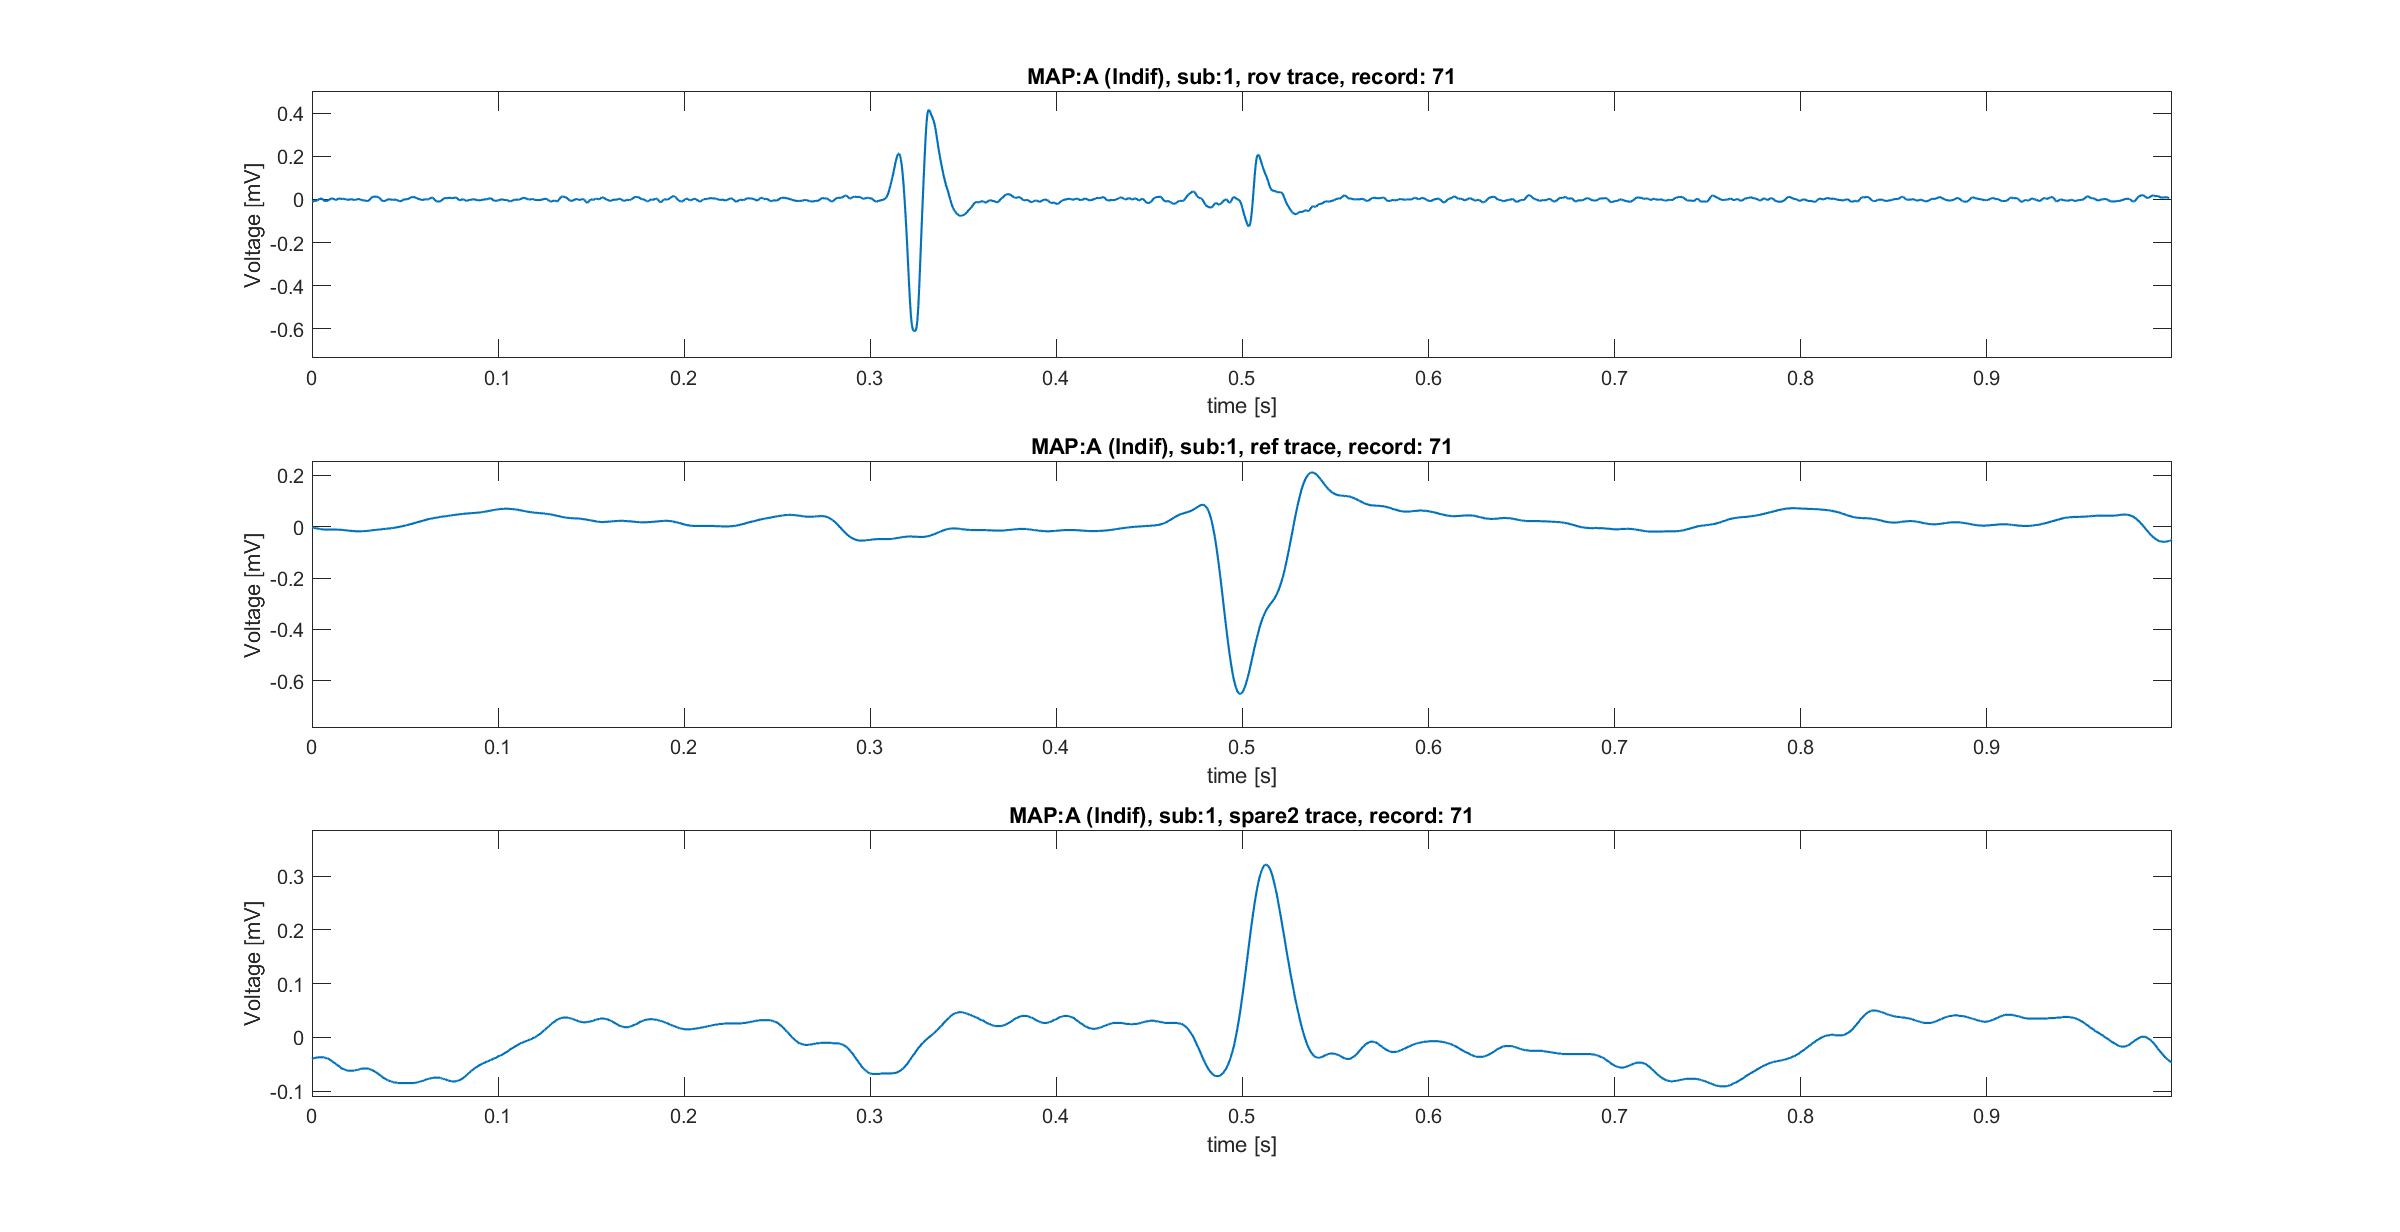 MAP:A (Indif), sub:1, rov trace, record: 71
Voltage [mV]
0.4
0.2
0
-0.2
-0.4
-0.6
0 0.1 0.2 0.3 0.4 0.5 0.6 0.7 0.8 0.9
time [s]
MAP:A (Indif), sub:1, ref trace, record: 71
Voltage [mV]
0.2
0
-0.2
-0.4
-0.6
0 0.1 0.2 0.3 0.4 0.5 0.6 0.7 0.8 0.9
time [s]
MAP:A (Indif), sub:1, spare2 trace, record: 71
Voltage [mV]
0.3
0.2
0.1
0
-0.1
0 0.1 0.2 0.3 0.4 0.5 0.6 0.7 0.8 0.9
time [s]